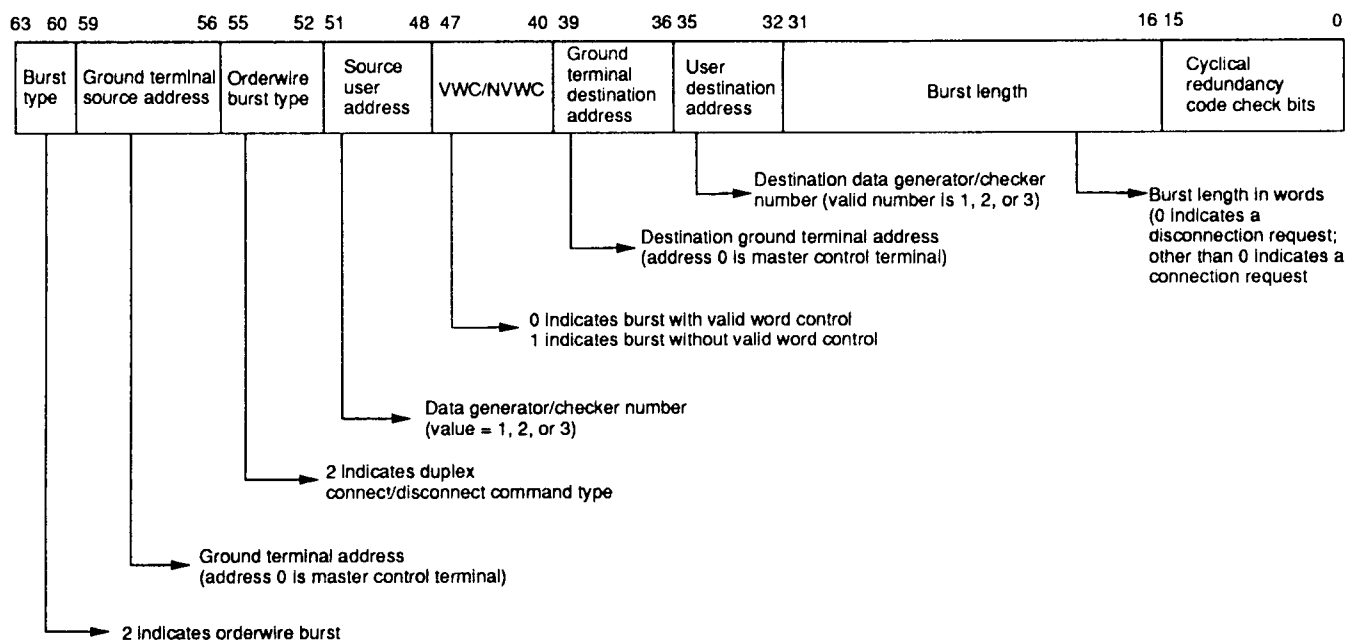 63 60 59 56 55 52 51 48 47 40 39 36 35 32 31 16 15 0
Burst type
Ground terminal source address
Orderwire burst type
Source user address
VWC/NVWC
Ground terminal destination address
User destination address
Burst length
Cyclical redundancy code check bits
Destination data generator/checker
number (valid number is 1, 2, or 3)
Burst length in words
(0 indicates a
disconnection request;
other than 0 indicates a
connection request
Destination ground terminal address
(address 0 is master control terminal)
0 indicates burst with valid word control
1 indicates burst without valid word control
Data generator/checker number
(value = 1, 2, or 3)
2 indicates duplex
connect/disconnect command type
Ground terminal address
(address 0 is master control terminal)
2 indicates orderwire burst